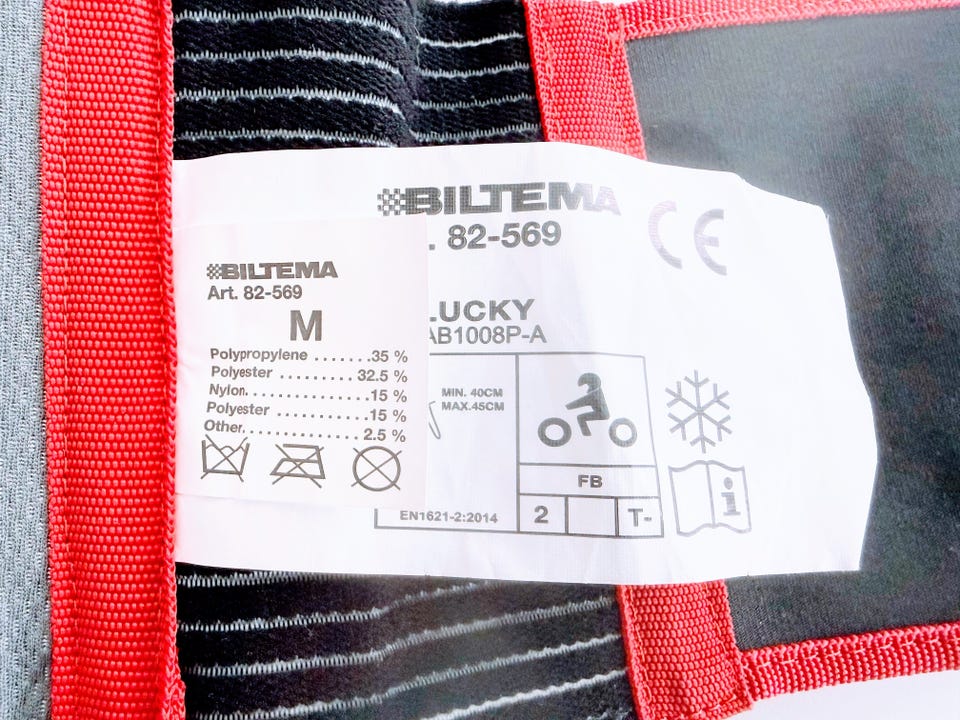 BILTEMA
. 82-569
CE
LUCKY
AB1008P-A
MIN. 40CM
MAX.45CM
FB
EN1621-2:2014
2
T-
i
BILTEMA
Art. 82-569
M
Polypropylene .......35 %
Polyester .......... 32.5 %
Nylon................15 %
Polyester ............15 %
Other............. 2.5 %